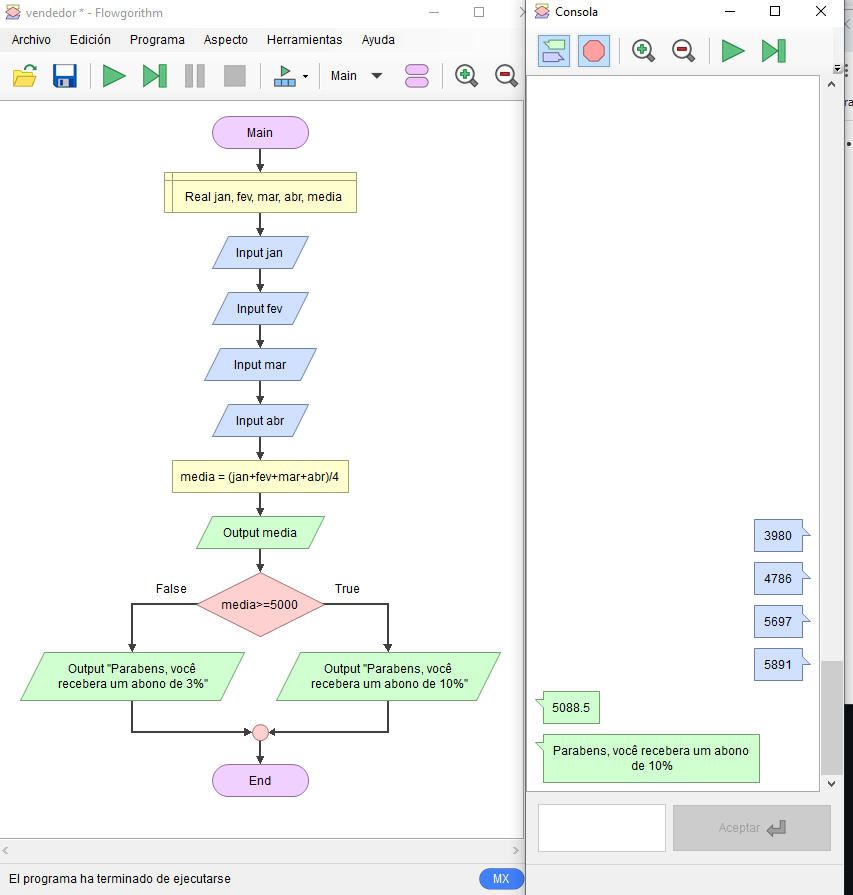 vendedor * - Flowgorithm
Archivo Edición Programa Aspecto Herramientas Ayuda
Main
Main
Real jan, fev, mar, abr, media
Input jan
Input fev
Input mar
Input abr
media = (jan+fev+mar+abr)/4
Output media
False
True
media>=5000
Output "Parabens, você
recebera um abono de 3%"
Output "Parabens, você
recebera um abono de 10%"
End
El programa ha terminado de ejecutarse
MX
Consola
3980
4786
5697
5891
5088.5
Parabens, você recebera um abono
de 10%
Aceptar
ra